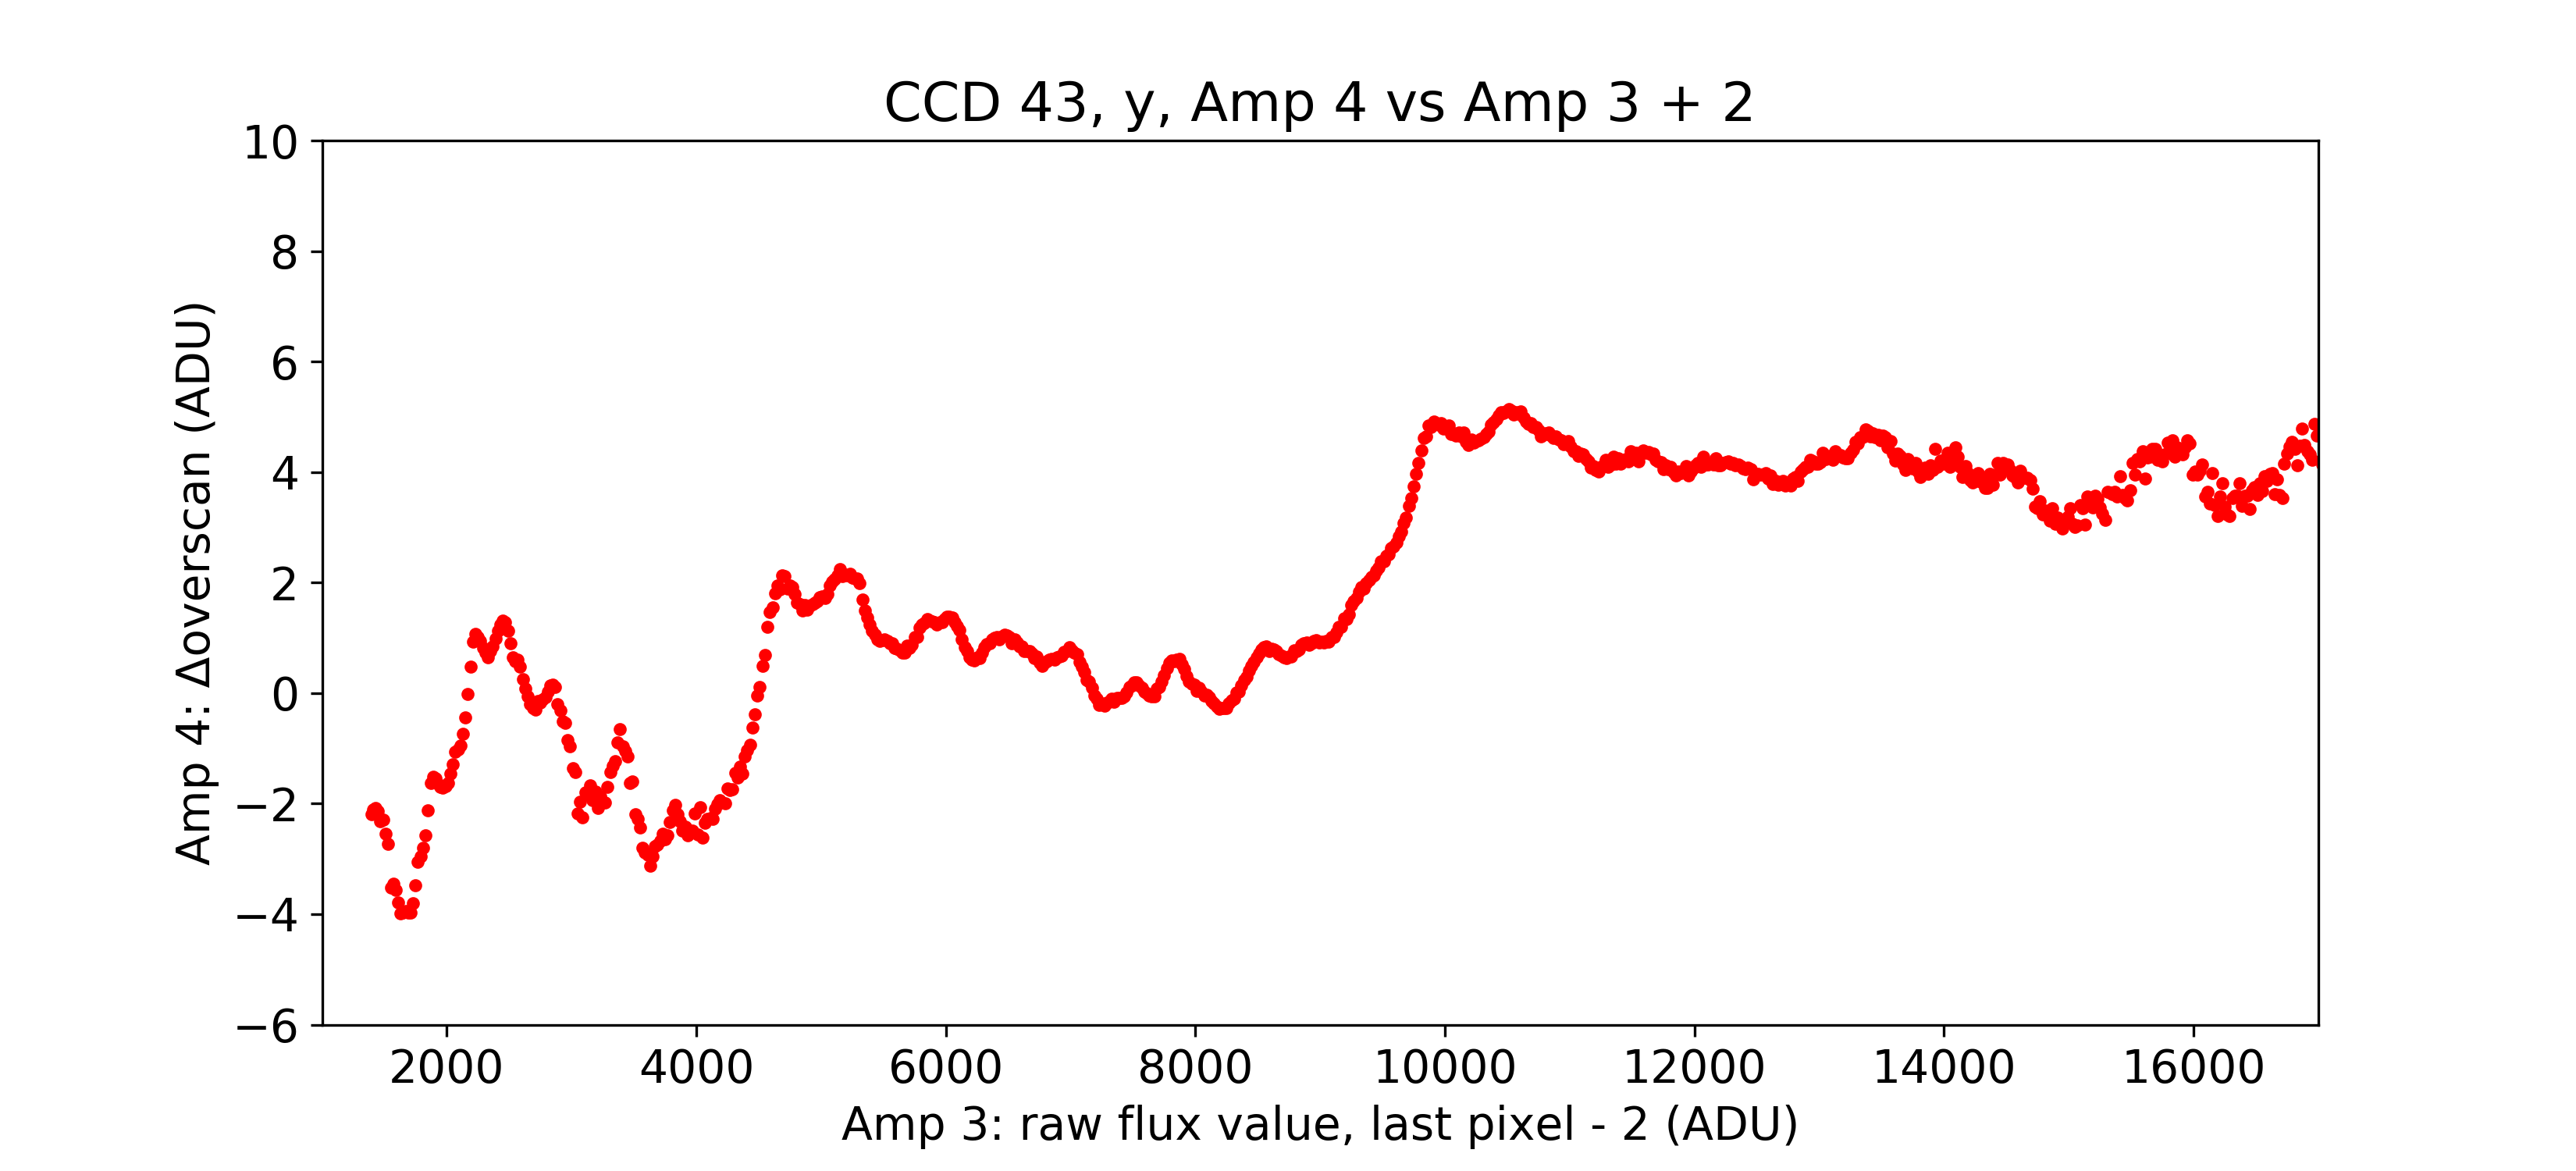 CCD 43, y, Amp 4 vs Amp 3 + 2
10
8
6
4
2
0
−2
−4
−6
Amp 4: Δoverscan (ADU)
2000 4000 6000 8000 10000 12000 14000 16000
Amp 3: raw flux value, last pixel - 2 (ADU)